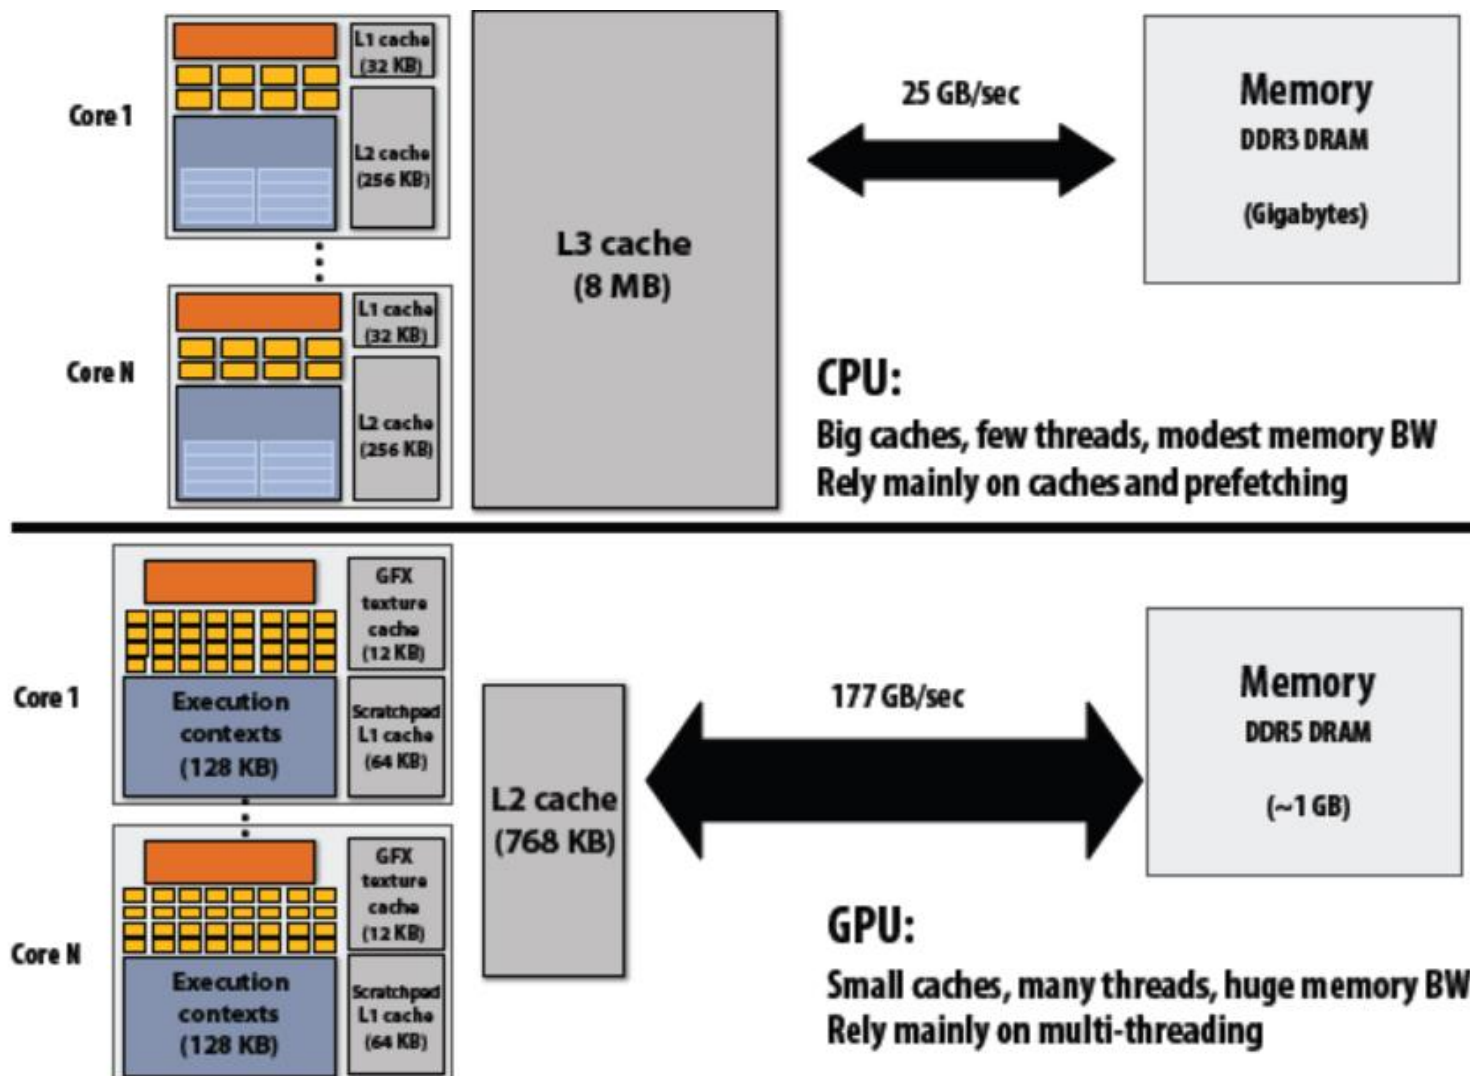 L1 cache
(32 KB)
Core 1
L2 cache
(256 KB)
L1 cache
(32 KB)
Core N
L2 cache
(256 KB)
L3 cache
(8 MB)
25 GB/sec
Memory
DDR3 DRAM
(Gigabytes)
CPU:
Big caches, few threads, modest memory BW
Rely mainly on caches and prefetching
GFX
texture
cache
(12 KB)
Core 1
Execution
contexts
(128 KB)
Scratchpad
L1 cache
(64 KB)
GFX
texture
cache
(12 KB)
Core N
Execution
contexts
(128 KB)
Scratchpad
L1 cache
(64 KB)
L2 cache
(768 KB)
177 GB/sec
Memory
DDR5 DRAM
(~1 GB)
GPU:
Small caches, many threads, huge memory BW
Rely mainly on multi-threading